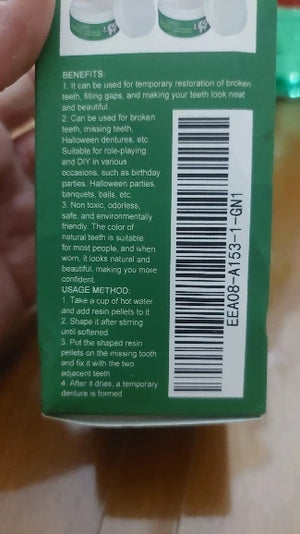 BENEFITS:
1. It can be used for temporary restoration of broken
teeth, filling gaps, and making your teeth look neat
and beautiful.
2. Can be used for broken
teeth, missing teeth,
Halloween dentures, etc.
Suitable for role-playing
and DIY in various
occasions, such as birthday
parties, Halloween parties,
banquets, balls, etc.
3. Non toxic, odorless,
safe, and environmentally
friendly. The color of
natural teeth is suitable
for most people, and when
worn, it looks natural and
beautiful, making you more
confident.
USAGE METHOD:
1. Take a cup of hot water
and add resin pellets to it
2. Shape it after stirring
until softened
3. Put the shaped resin
pellets on the missing tooth
and fix it with the two
adjacent teeth
4. After it dries, a temporary
denture is formed
EEA08-A153-1-GN1